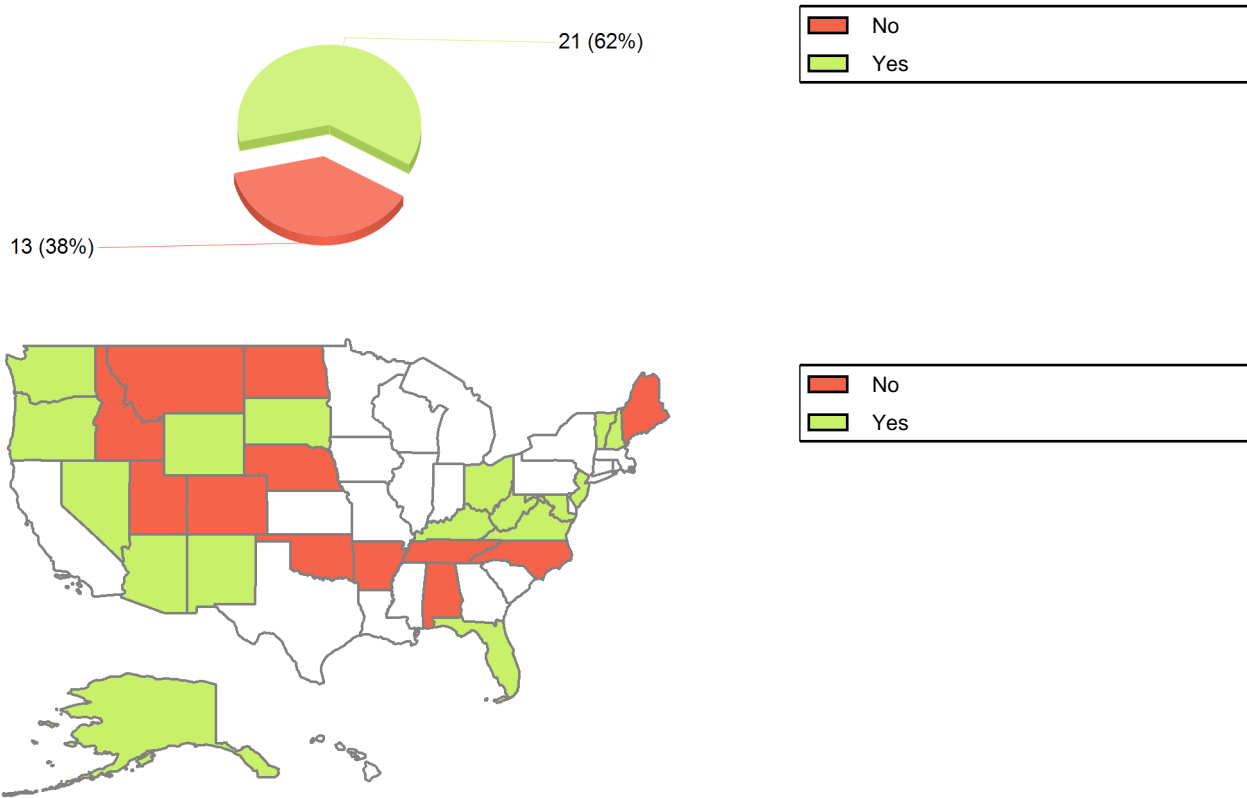 21 (62%)
13 (38%)
No
Yes
No
Yes